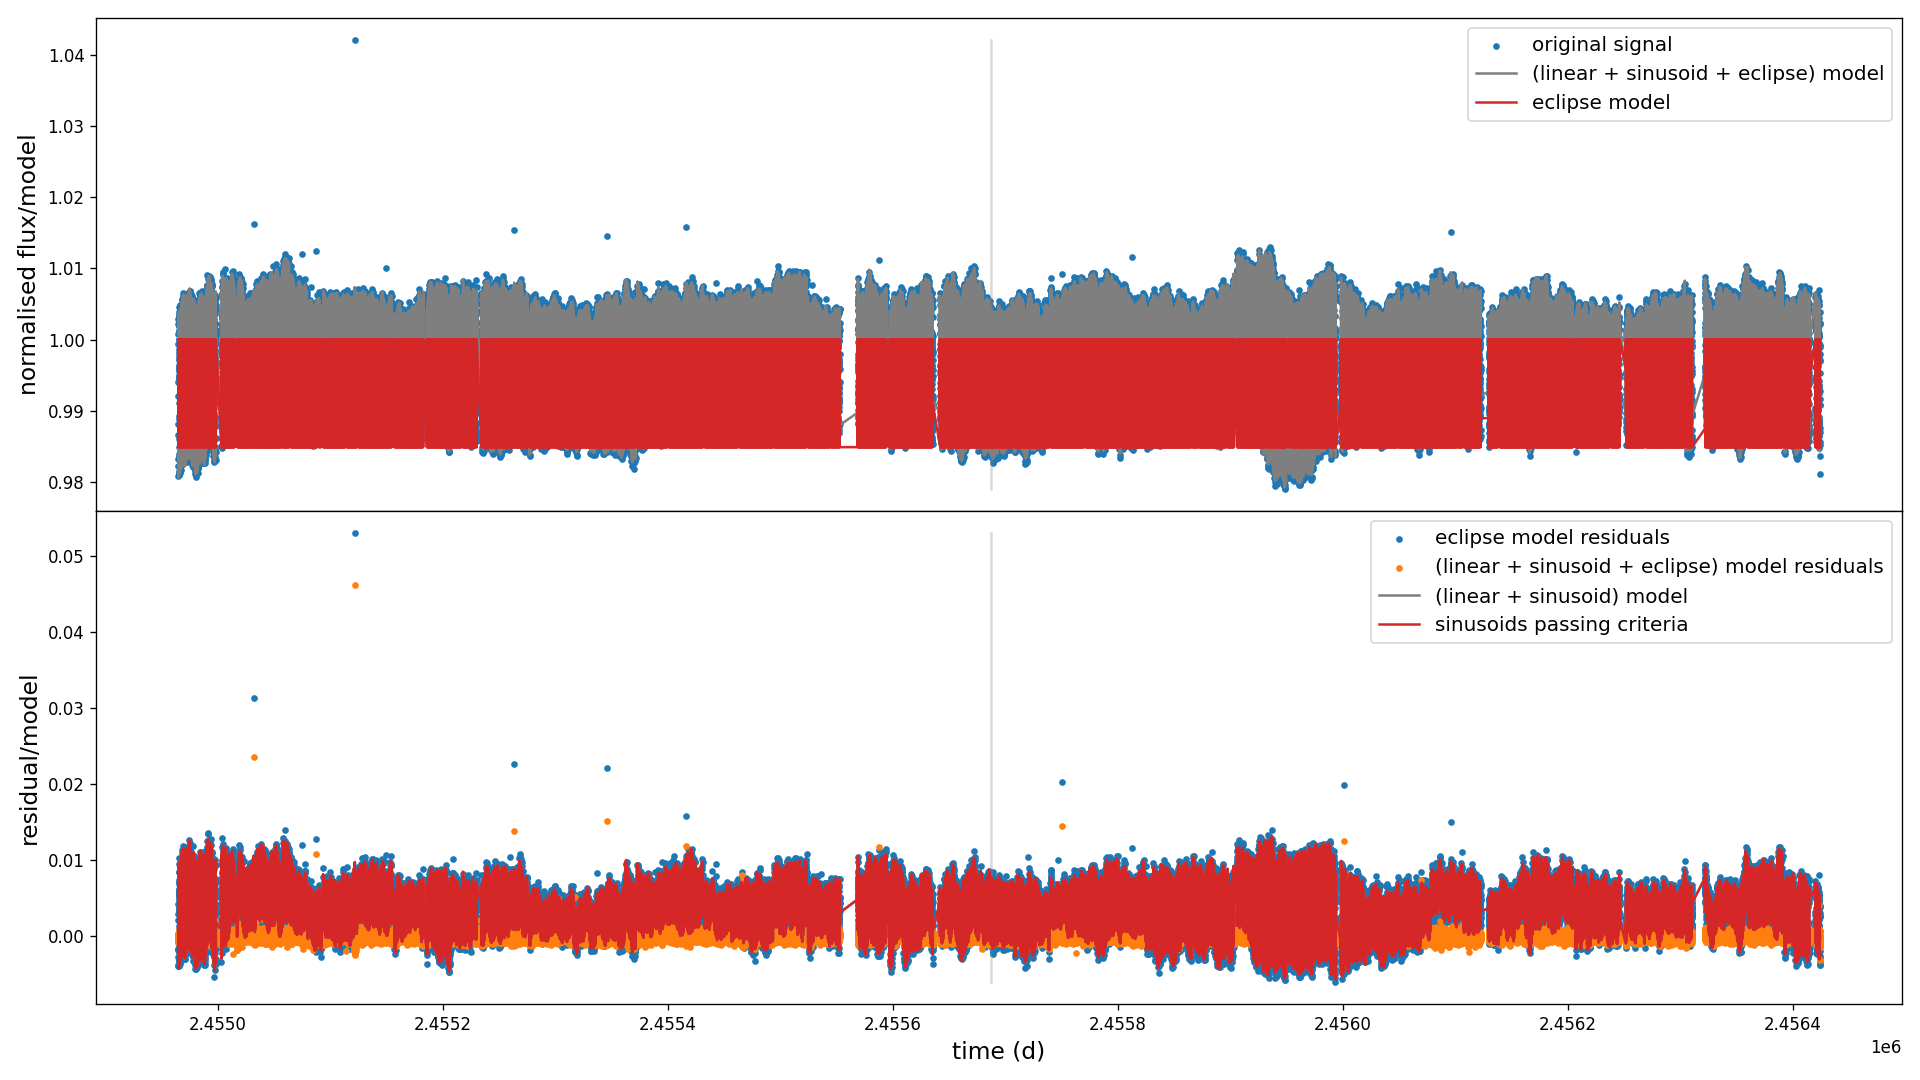 normalised flux/model
1.04
1.03
1.02
1.01
1.00
0.99
0.98
original signal
(linear + sinusoid + eclipse) model
eclipse model
residual/model
0.05
0.04
0.03
0.02
0.01
0.00
eclipse model residuals
(linear + sinusoid + eclipse) model residuals
(linear + sinusoid) model
sinusoids passing criteria
2.4550 2.4552 2.4554 2.4556 2.4558 2.4560 2.4562 2.4564
1e6
time (d)